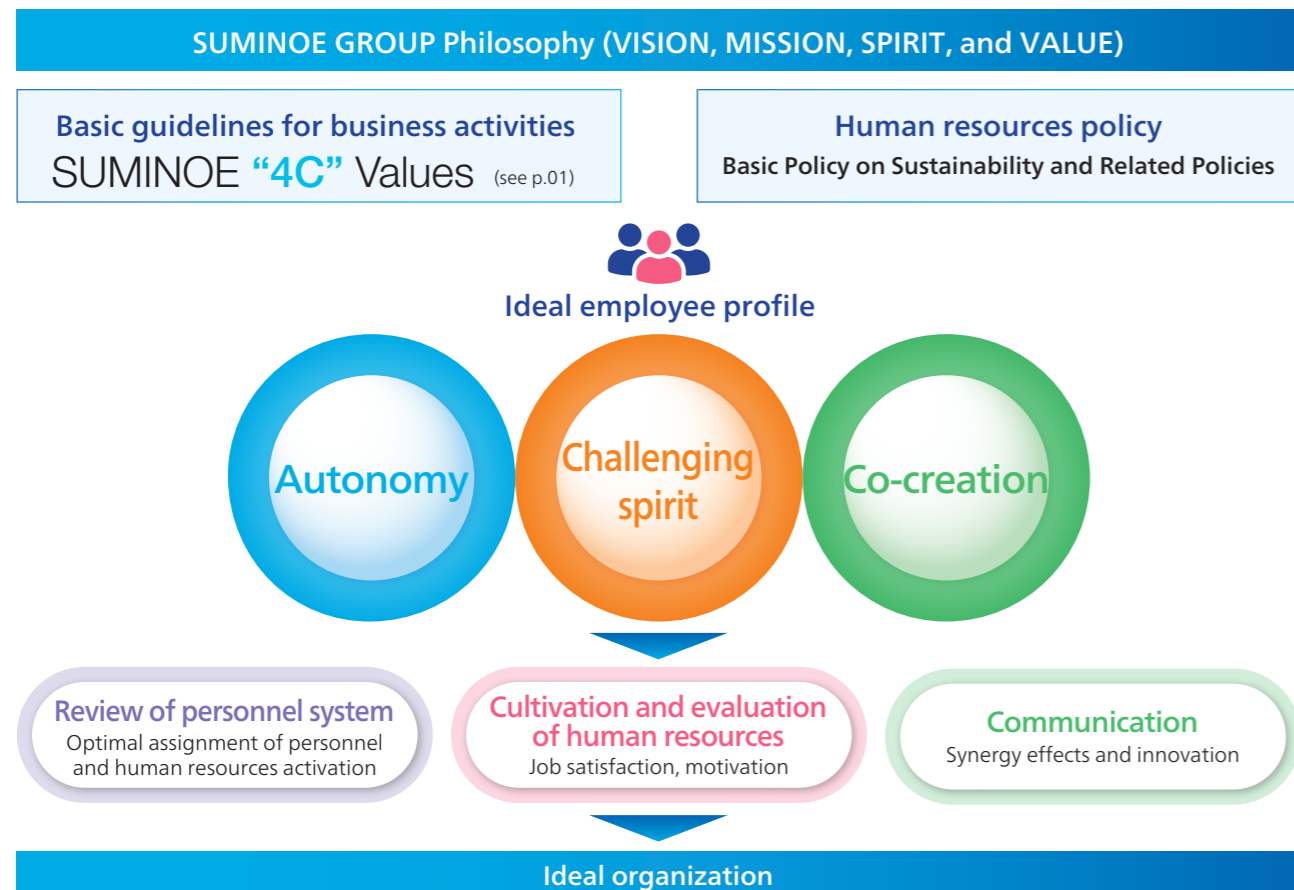 SUMINOE GROUP Philosophy (VISION, MISSION, SPIRIT, and VALUE)
Basic guidelines for business activities
SUMINOE “4C” Values (see p.01)
Human resources policy
Basic Policy on Sustainability and Related Policies
Ideal employee profile
Autonomy
Challenging
spirit
Co-creation
Review of personnel system
Optimal assignment of personnel
and human resources activation
Cultivation and evaluation
of human resources
Job satisfaction, motivation
Communication
Synergy effects and innovation
Ideal organization